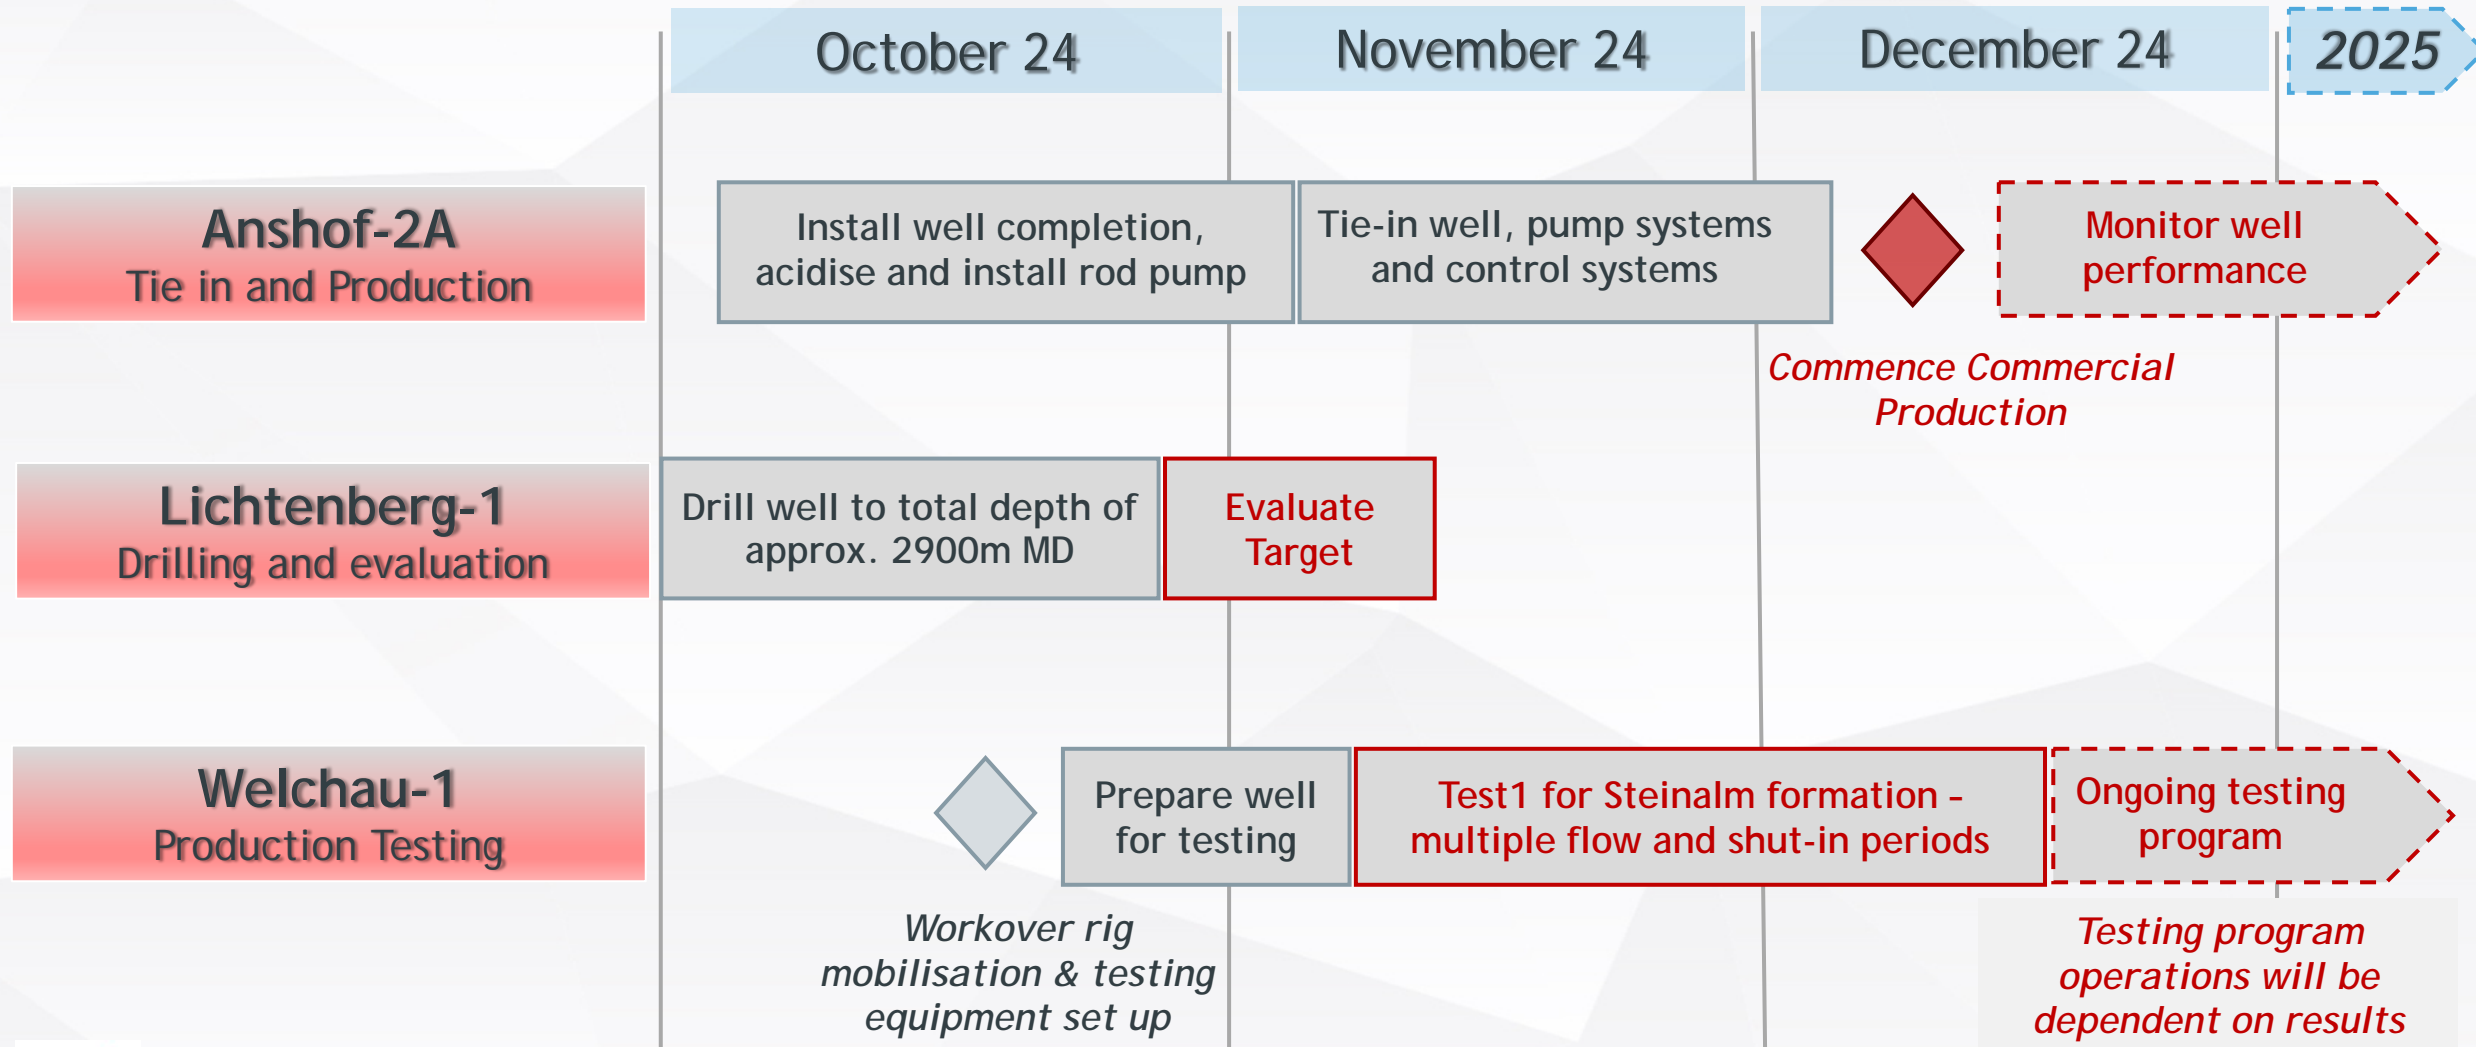 October 24
November 24
December 24
2025
Anshof-2A
Tie in and Production
Install well completion,
acidise and install rod pump
Tie-in well, pump systems
and control systems
Monitor well
performance
Commence Commercial
Production
Lichtenberg-1
Drilling and evaluation
Drill well to total depth of
approx. 2900m MD
Evaluate
Target
Welchau-1
Production Testing
Prepare well
for testing
Test1 for Steinalm formation –
multiple flow and shut-in periods
Ongoing testing
program
Workover rig
mobilisation & testing
equipment set up
Testing program
operations will be
dependent on results